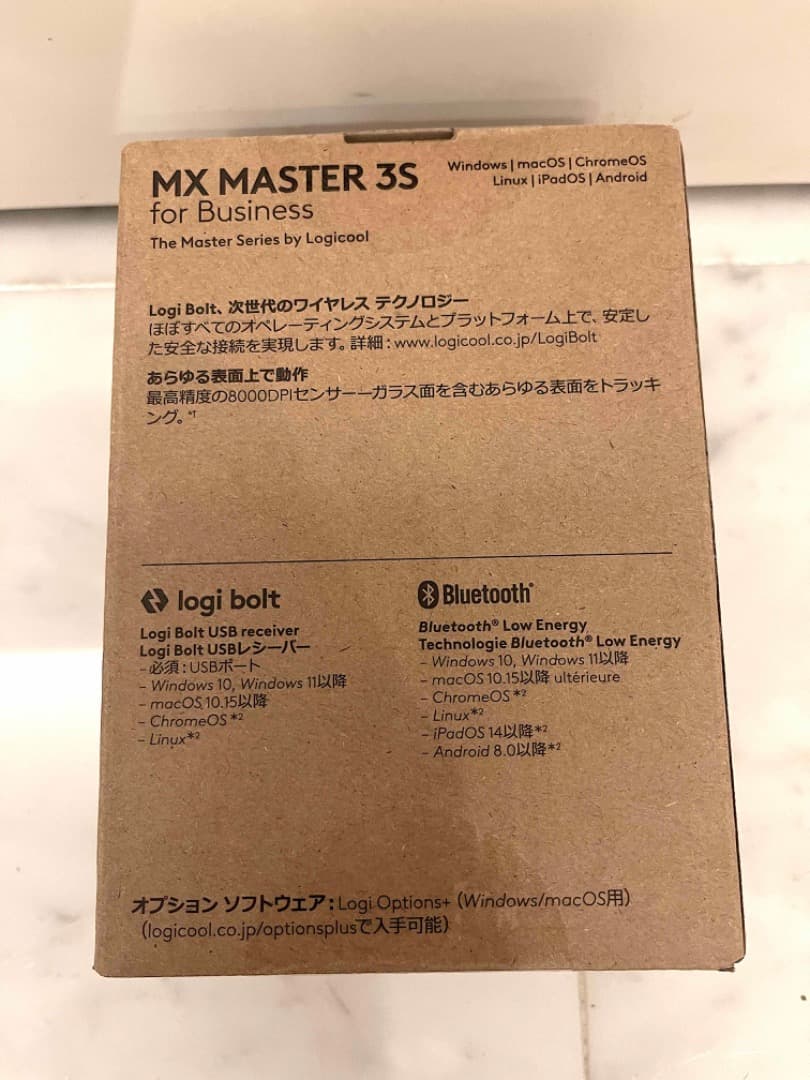 MX MASTER 3S
for Business
The Master Series by Logicool
Windows | macOS | ChromeOS
Linux | iPadOS | Android
Logi Bolt、次世代のワイヤレス テクノロジー
ほぼすべてのオペレーティングシステムとプラットフォーム上で、安定し
た安全な接続を実現します。詳細：www.logicool.co.jp/LogiBolt
あらゆる表面上で動作
最高精度の8000DPIセンサー—ガラス面を含むあらゆる表面をトラッキ
ング。*1
logi bolt
Logi Bolt USB receiver
Logi Bolt USBレシーバー
– 必須：USBポート
– Windows 10, Windows 11以降
– macOS 10.15以降
– ChromeOS *2
– Linux*2
Bluetooth®
Bluetooth® Low Energy
Technologie Bluetooth® Low Energy
– Windows 10, Windows 11以降
– macOS 10.15以降 ultérieure
– ChromeOS *2
– Linux*2
– iPadOS 14以降*2
– Android 8.0以降*2
オプション ソフトウェア：Logi Options+（Windows/macOS用）
（logicool.co.jp/optionsplusで入手可能）